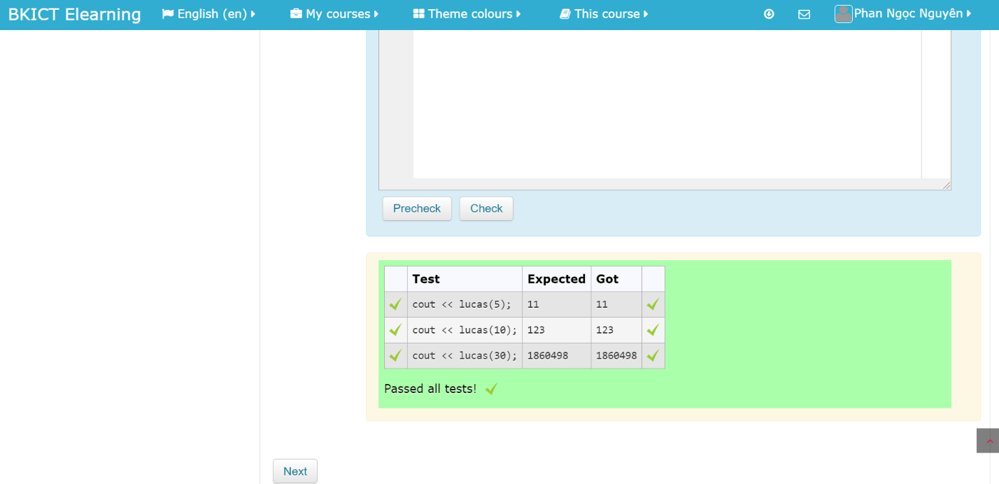 BKICT Elearning English (en) My courses Theme colours This course Phan Ngọc Nguyên
Precheck Check
Test Expected Got
cout << lucas(5); 11 11
cout << lucas(10); 123 123
cout << lucas(30); 1860498 1860498
Passed all tests!
Next